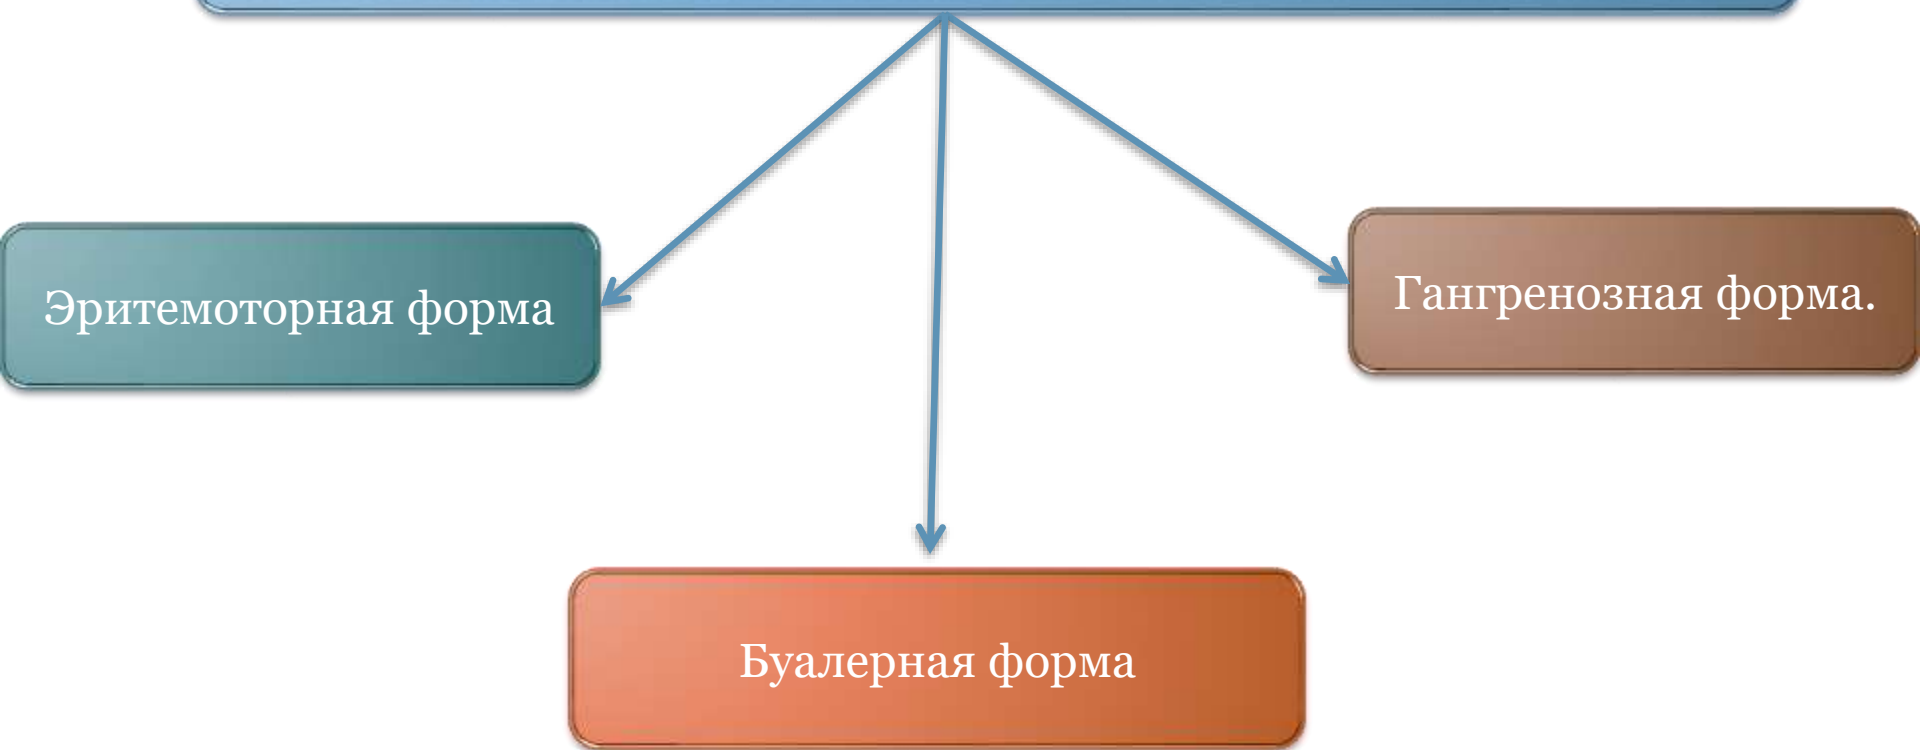 Эритемоторная форма
Гангренозная форма.
Буалерная форма